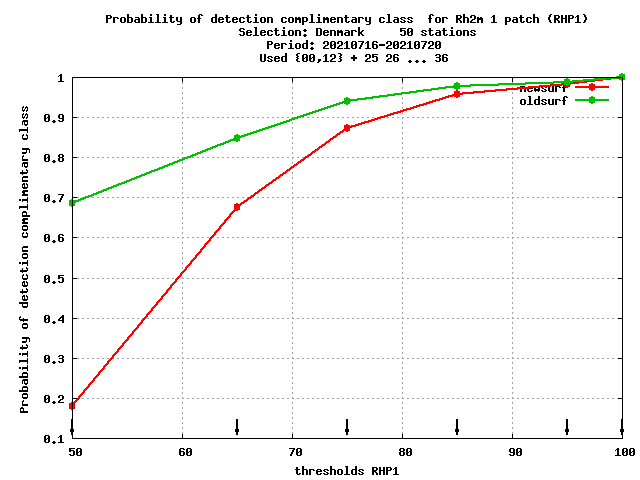 Probability of detection complimentary class  for Rh2m 1 patch (RHP1)
Selection: Denmark     50 stations
Period: 20210716-20210720
Used {00,12} + 25 26 ... 36
newsurf
oldsurf
Probability of detection complimentary class
1
0.9
0.8
0.7
0.6
0.5
0.4
0.3
0.2
0.1
50 60 70 80 90 100
thresholds RHP1